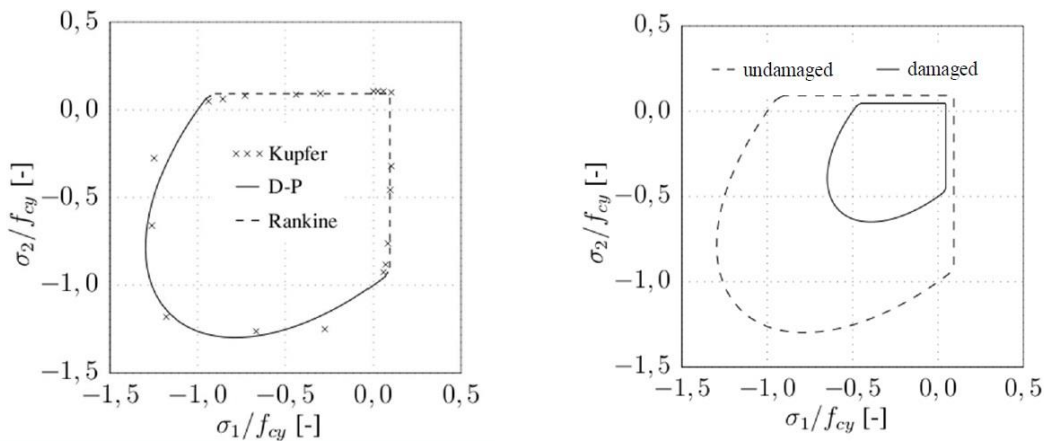 0,5
0,0
−0,5
−1,0
−1,5
σ2/fcy [-]
××× Kupfer
D-P
Rankine
−1,5 −1,0 −0,5 0,0 0,5
σ1/fcy [-]
0,5
0,0
−0,5
−1,0
−1,5
σ2/fcy [-]
undamaged damaged
−1,5 −1,0 −0,5 0,0 0,5
σ1/fcy [-]